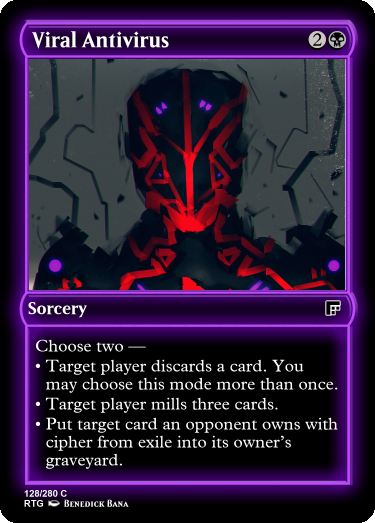 Viral Antivirus 2
Sorcery
Choose two —
• Target player discards a card. You
may choose this mode more than once.
• Target player mills three cards.
• Put target card an opponent owns with
cipher from exile into its owner's
graveyard.
128/280 C
RTG Benedick Bana